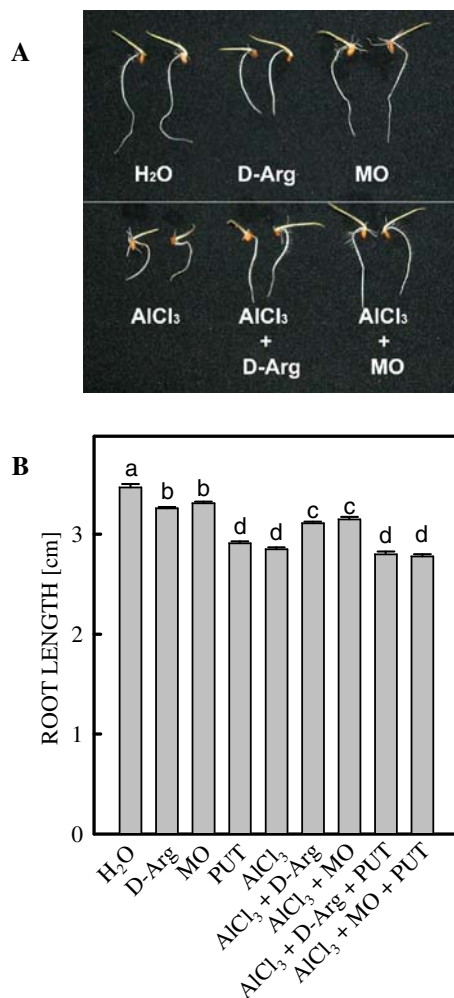 A
H₂O D-Arg MO
AlCl₃ AlCl₃ AlCl₃
+ +
D-Arg MO
B
ROOT LENGTH [cm]
3
2
1
0
a b b d d c c d d
H₂O
D-Arg
MO
PUT
AlCl₃
AlCl₃ + D-Arg
AlCl₃ + MO
AlCl₃ + D-Arg + PUT
AlCl₃ + MO + PUT